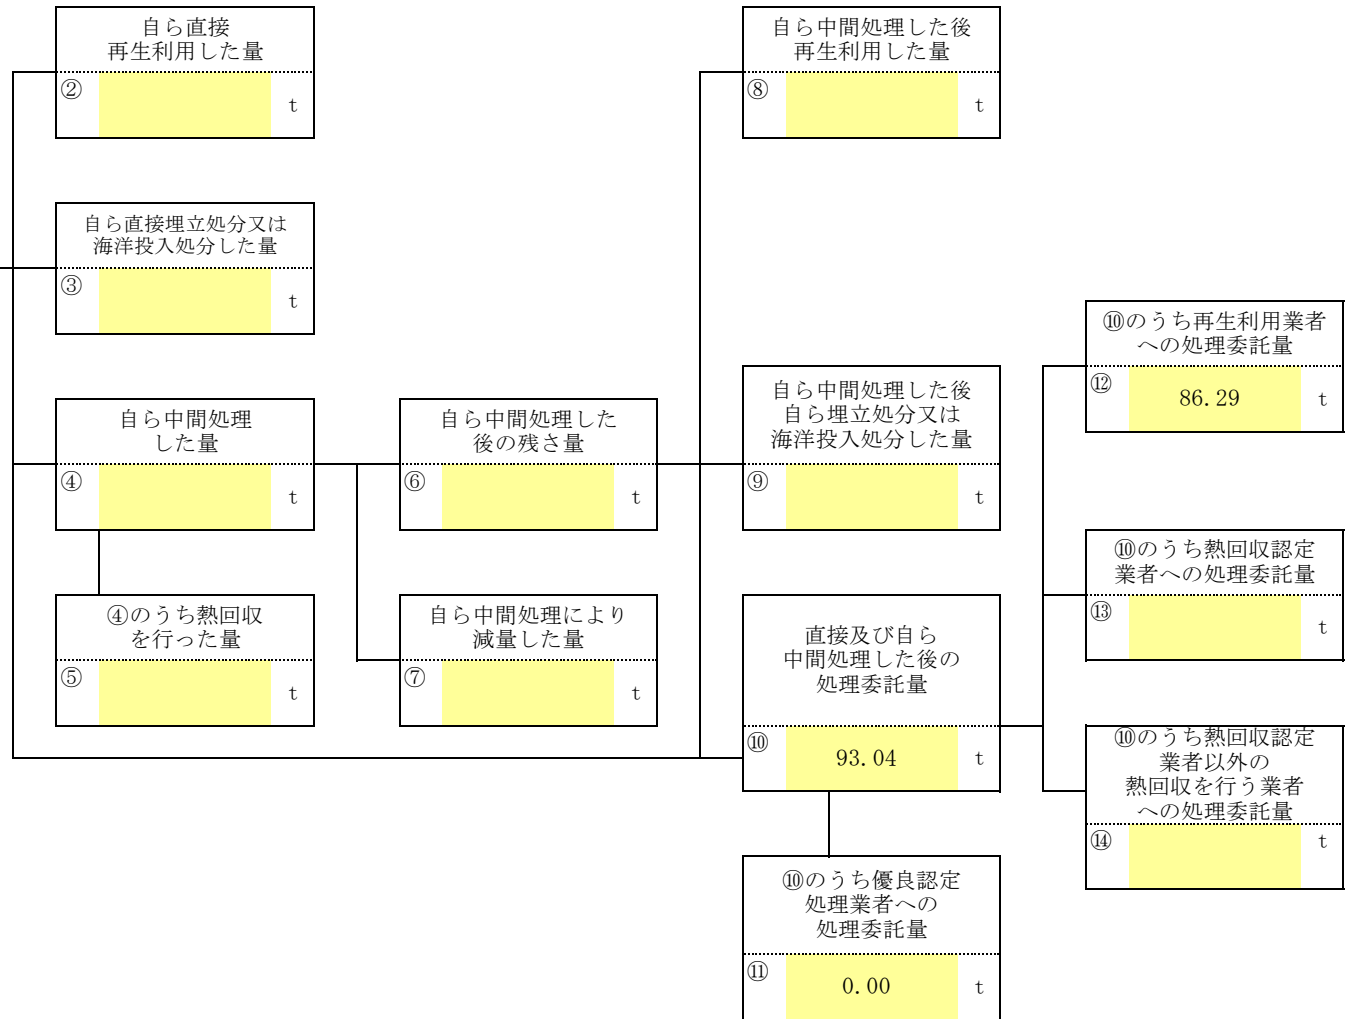 自ら直接
再生利用した量
②
t
自ら中間処理した後
再生利用した量
⑧
t
自ら直接埋立処分又は
海洋投入処分した量
③
t
⑩のうち再生利用業者
への処理委託量
⑫
86.29
t
自ら中間処理
した量
④
t
自ら中間処理した
後の残さ量
⑥
t
自ら中間処理した後
自ら埋立処分又は
海洋投入処分した量
⑨
t
⑩のうち熱回収認定
業者への処理委託量
⑬
t
④のうち熱回収
を行った量
⑤
t
自ら中間処理により
減量した量
⑦
t
直接及び自ら
中間処理した後の
処理委託量
⑩
93.04
t
⑩のうち熱回収認定
業者以外の
熱回収を行う業者
への処理委託量
⑭
t
⑩のうち優良認定
処理業者への
処理委託量
⑪
0.00
t